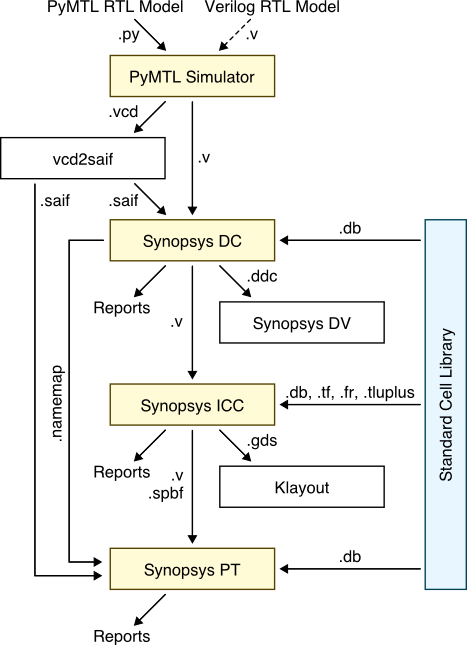 PyMTL RTL Model
Verilog RTL Model
.py
.v
PyMTL Simulator
.vcd
.v
vcd2saif
.saif
.saif
Synopsys DC
.db
Reports
.v
.ddc
Synopsys DV
.namemap
Standard Cell Library
Synopsys ICC
.db, .tf, .fr, .tluplus
Reports
.v
.spbf
.gds
Klayout
Synopsys PT
.db
Reports